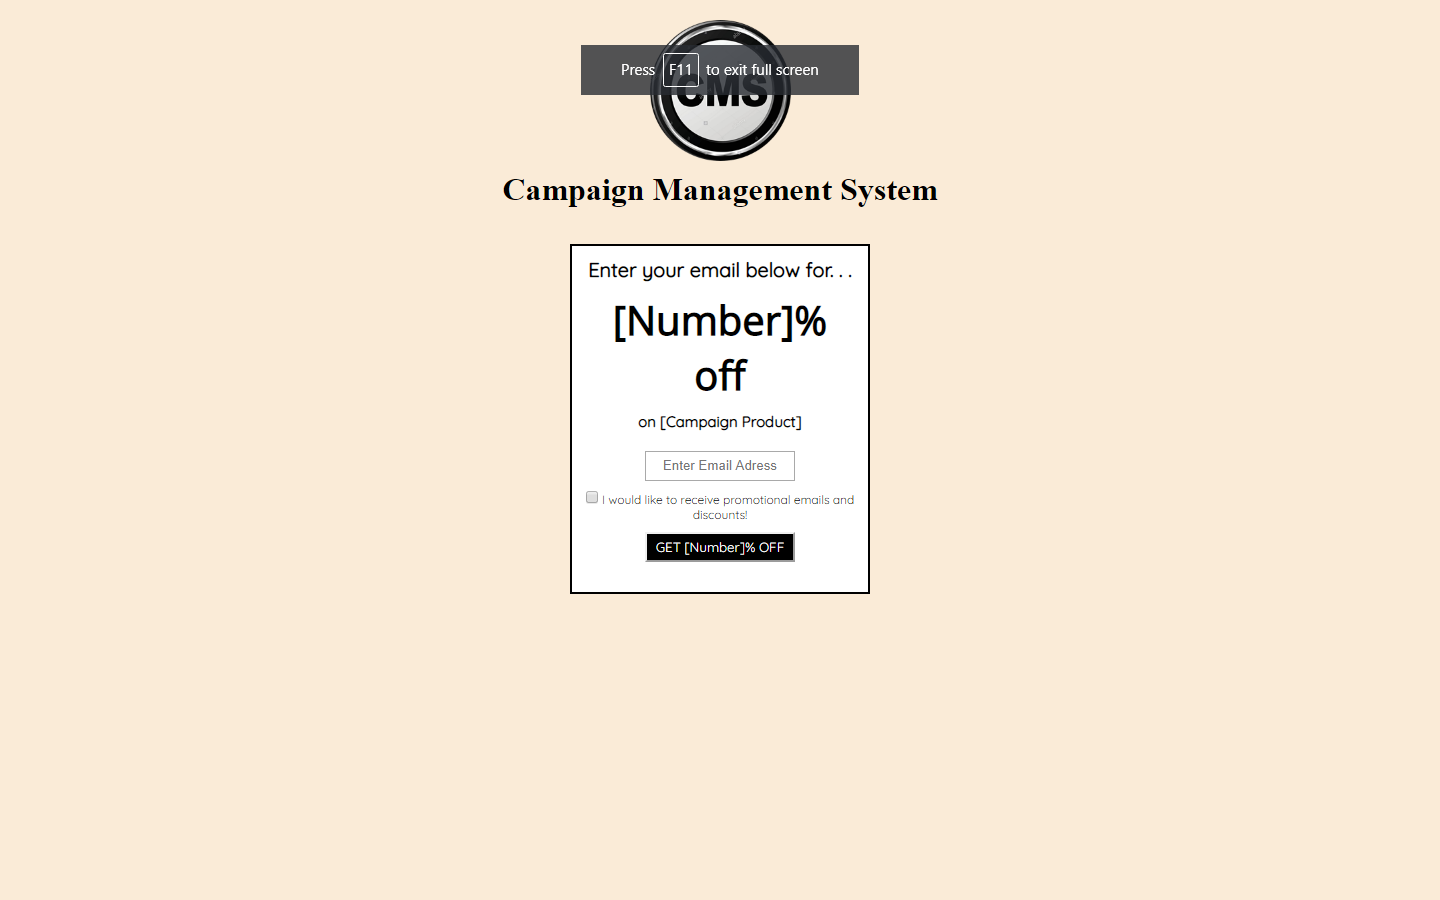 Press F11 to exit full screen
CMS
Campaign Management System
Enter your email below for. . .
[Number]%
off
on [Campaign Product]
Enter Email Adress
I would like to receive promotional emails and
discounts!
GET [Number]% OFF